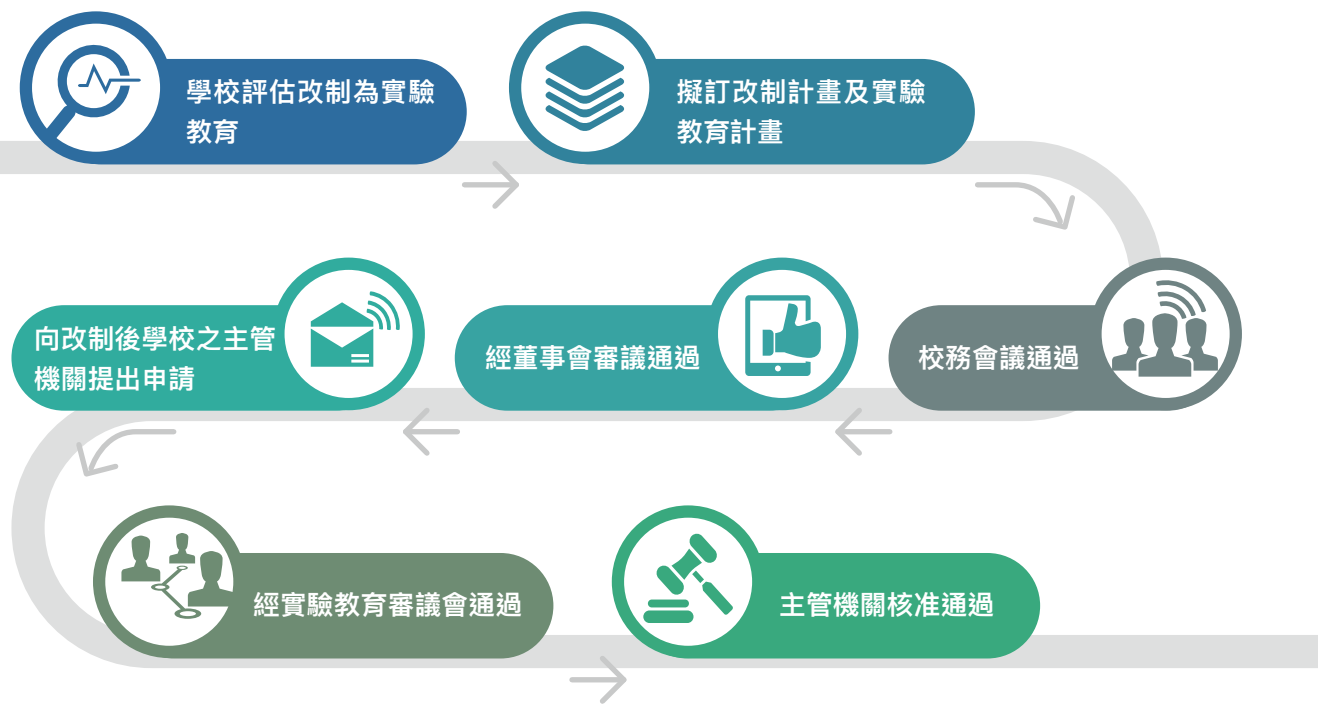 學校評估改制為實驗
教育
擬訂改制計畫及實驗
教育計畫
校務會議通過
經董事會審議通過
向改制後學校之主管
機關提出申請
經實驗教育審議會通過
主管機關核准通過